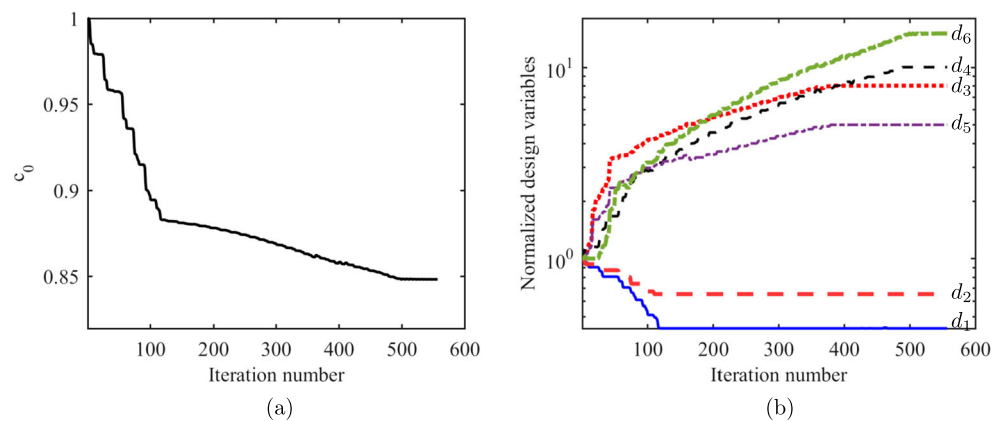 1
0.95
0.9
0.85
c₀
100 200 300 400 500 600
Iteration number
(a)
10¹
10⁰
Normalized design variables
d₆
d₄
d₃
d₅
d₂
d₁
100 200 300 400 500 600
Iteration number
(b)